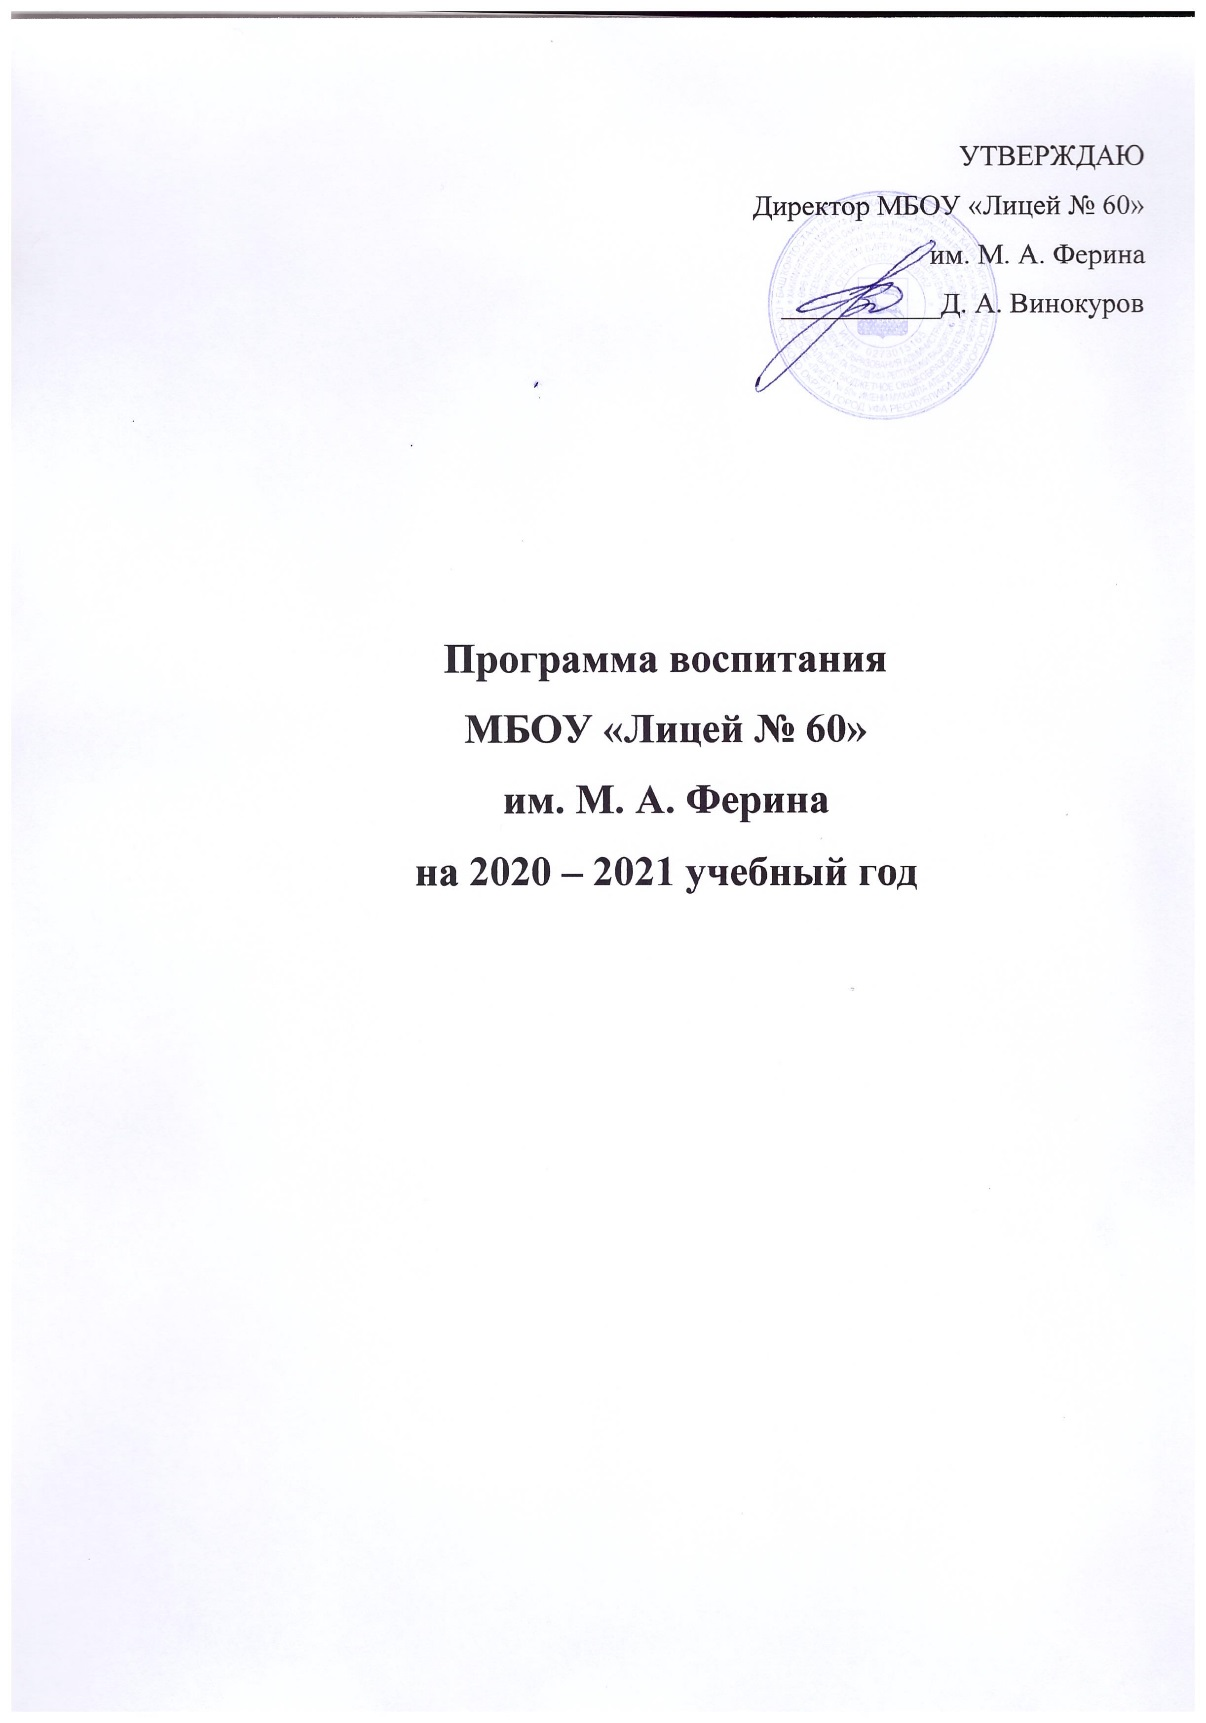 УТВЕРЖДАЮ
Директор МБОУ «Лицей № 60»
им. М. А. Ферина
____________Д. А. Винокуров
Программа воспитания
МБОУ «Лицей № 60»
им. М. А. Ферина
на 2020 – 2021 учебный год